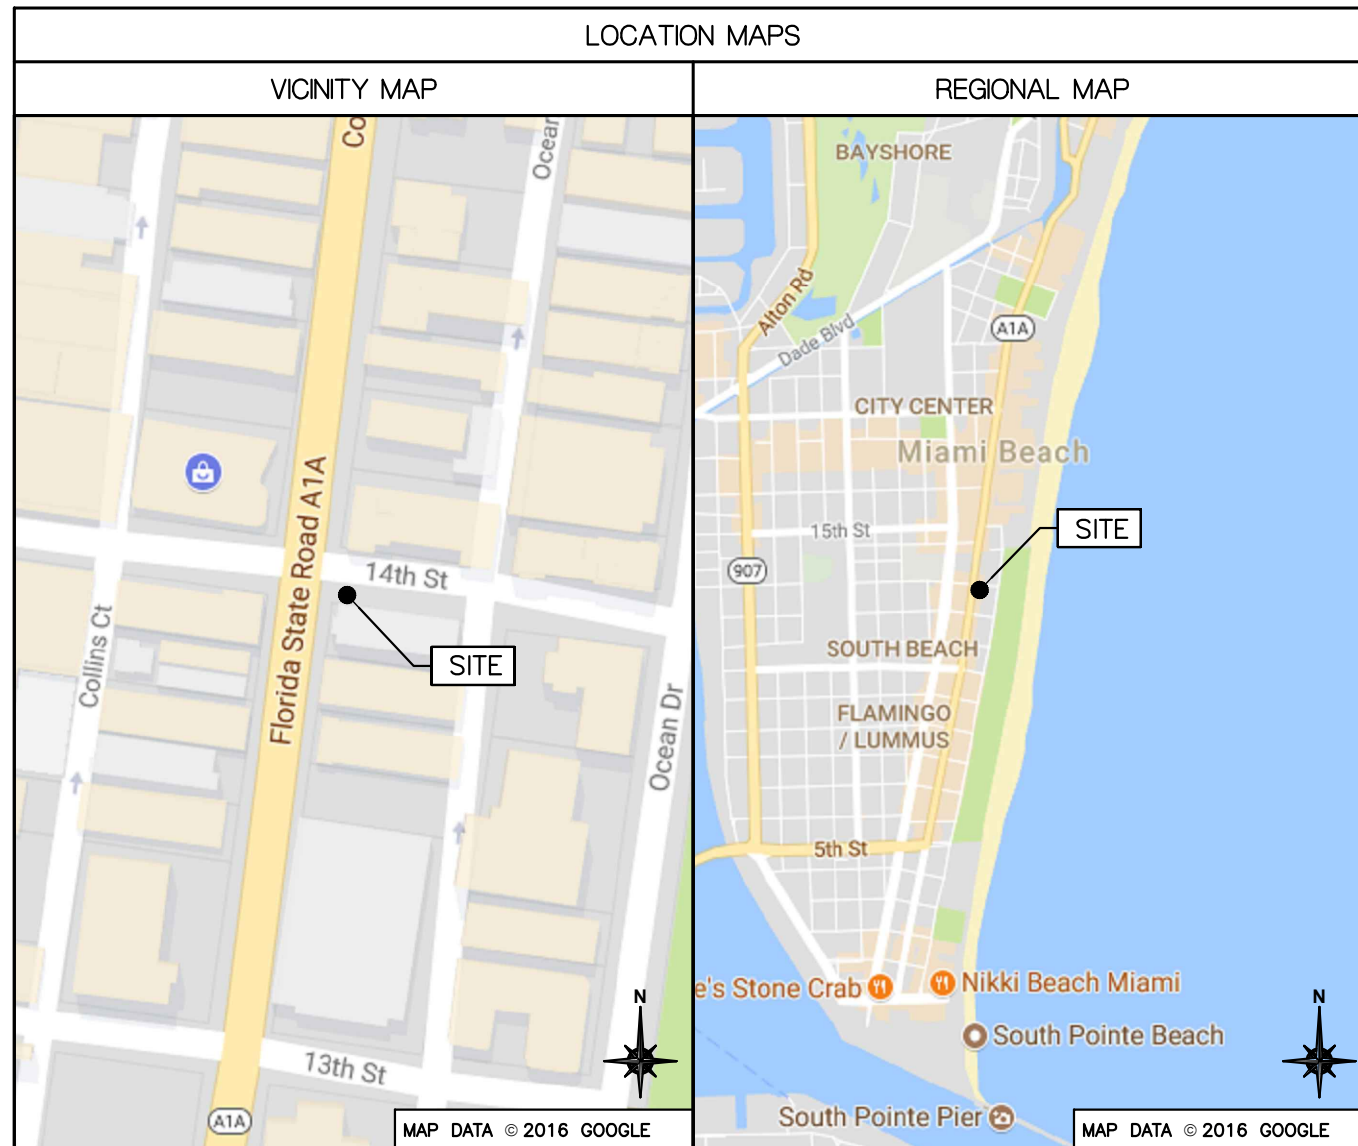 LOCATION MAPS
VICINITY MAP
REGIONAL MAP
Co
Ocean
Florida State Road A1A
14th St
SITE
Collins Ct
Ocean Dr
13th St
A1A
N
MAP DATA © 2016 GOOGLE
BAYSHORE
Alton Rd
Dade Blvd
A1A
CITY CENTER
Miami Beach
15th St
SITE
907
SOUTH BEACH
FLAMINGO
/ LUMMUS
5th St
e's Stone Crab
Nikki Beach Miami
South Pointe Beach
South Pointe Pier
N
MAP DATA © 2016 GOOGLE